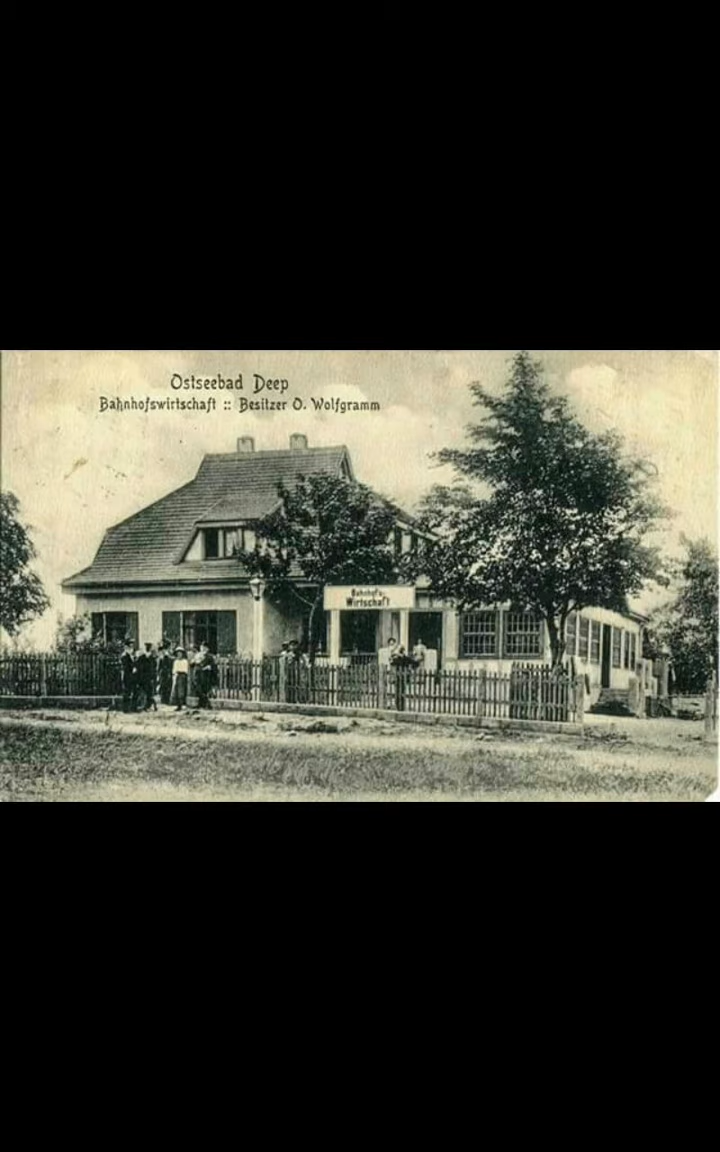 Ostseebad Deep
Bahnhofswirtschaft :: Besitzer O. Wolfgramm
Bahnhofs-
Wirtschaft